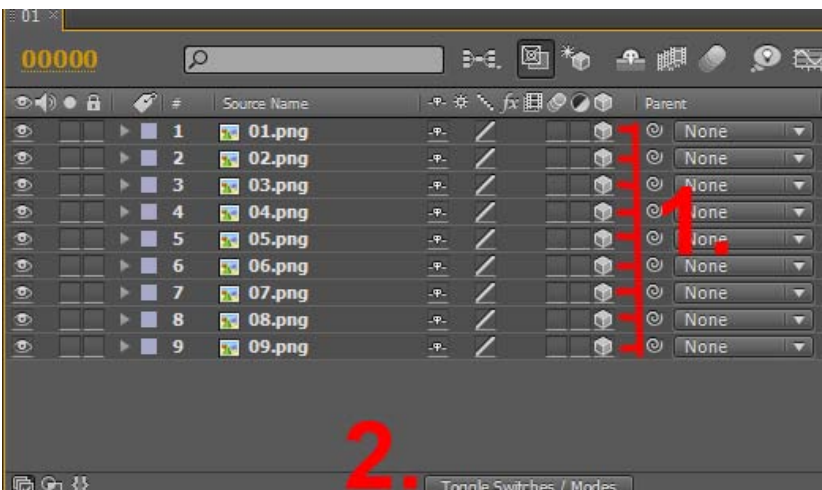 01
00000
# Source Name fx Parent
1 01.png None
2 02.png None
3 03.png None
4 04.png None
5 05.png None
6 06.png None
7 07.png None
8 08.png None
9 09.png None
1.
2.
Toggle Switches / Modes